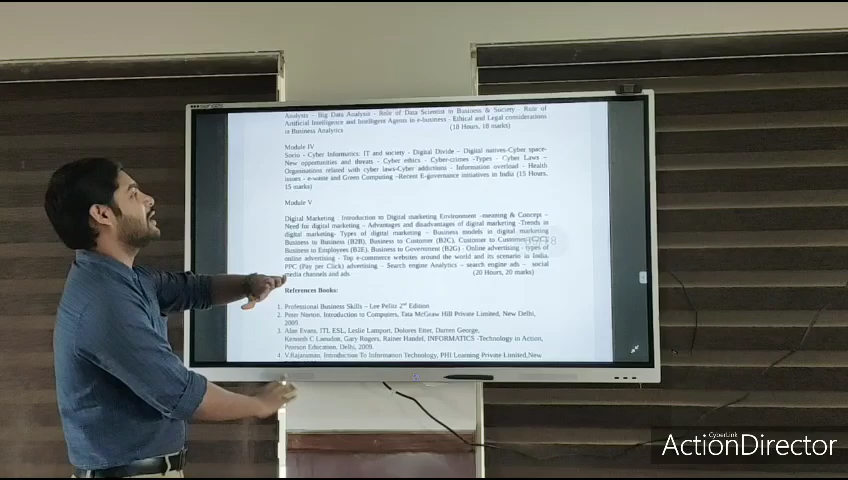 Analysis - Big Data Analysis - Role of Data Scientist in Business & Society - Role of
Artificial Intelligence and Intelligent Agents in e-business - Ethical and Legal considerations
in Business Analytics (18 Hours, 18 marks)
Module IV
Socio - Cyber Informatics: IT and society - Digital Divide – Digital natives-Cyber space-
New opportunities and threats - Cyber ethics - Cyber-crimes –Types - Cyber Laws –
Organisations related with cyber laws-Cyber addictions - Information overload - Health
issues - e-waste and Green Computing –Recent E-governance initiatives in India (15 Hours,
15 marks)
Module V
Digital Marketing : Introduction to Digital marketing Environment –meaning & Concept –
Need for digital marketing – Advantages and disadvantages of digital marketing -Trends in
digital marketing- Types of digital marketing – Business models in digital marketing
Business to Business (B2B), Business to Customer (B2C), Customer to Customer
Business to Employees (B2E), Business to Government (B2G) - Online advertising - types of
online advertising - Top e-commerce websites around the world and its scenario in India.
PPC (Pay per Click) advertising – Search engine Analytics – search engine ads – social
media channels and ads (20 Hours, 20 marks)
References Books:
1. Professional Business Skills – Lee Pelitz 2nd Edition
2. Peter Norton, Introduction to Computers, Tata McGraw Hill Private Limited, New Delhi,
2009.
3. Alan Evans, ITL ESL, Leslie Lamport, Dolores Etter, Darren George,
Kenneth C Laoudon, Gary Rogers, Rainer Handel, INFORMATICS -Technology in Action,
Pearson Education, Delhi, 2009.
4. V.Rajaraman, Introduction To Information Technology, PHI Learning Private Limited,New
CyberLink
ActionDirector